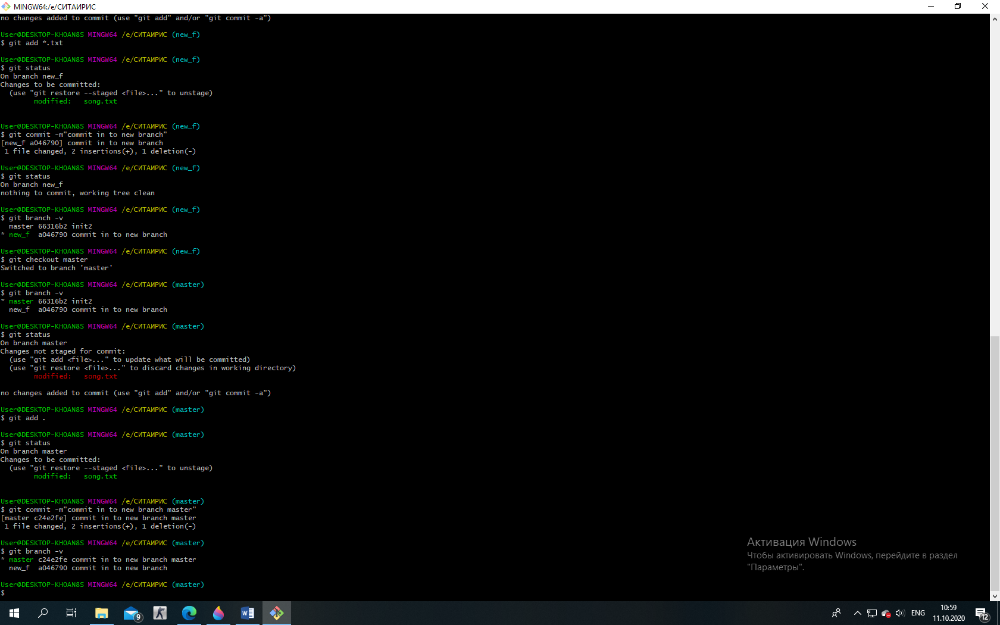 MINGW64:/e/СИТАИРИС
no changes added to commit (use "git add" and/or "git commit -a")
User@DESKTOP-KHOAN8S MINGW64 /e/СИТАИРИС (new_f)
$ git add *.txt
User@DESKTOP-KHOAN8S MINGW64 /e/СИТАИРИС (new_f)
$ git status
On branch new_f
Changes to be committed:
(use "git restore --staged <file>..." to unstage)
modified: song.txt
User@DESKTOP-KHOAN8S MINGW64 /e/СИТАИРИС (new_f)
$ git commit -m"commit in to new branch"
[new_f a046790] commit in to new branch
1 file changed, 2 insertions(+), 1 deletion(-)
User@DESKTOP-KHOAN8S MINGW64 /e/СИТАИРИС (new_f)
$ git status
On branch new_f
nothing to commit, working tree clean
User@DESKTOP-KHOAN8S MINGW64 /e/СИТАИРИС (new_f)
$ git branch -v
master 66316b2 init2
* new_f a046790 commit in to new branch
User@DESKTOP-KHOAN8S MINGW64 /e/СИТАИРИС (new_f)
$ git checkout master
Switched to branch 'master'
User@DESKTOP-KHOAN8S MINGW64 /e/СИТАИРИС (master)
$ git branch -v
* master 66316b2 init2
new_f a046790 commit in to new branch
User@DESKTOP-KHOAN8S MINGW64 /e/СИТАИРИС (master)
$ git status
On branch master
Changes not staged for commit:
(use "git add <file>..." to update what will be committed)
(use "git restore <file>..." to discard changes in working directory)
modified: song.txt
no changes added to commit (use "git add" and/or "git commit -a")
User@DESKTOP-KHOAN8S MINGW64 /e/СИТАИРИС (master)
$ git add .
User@DESKTOP-KHOAN8S MINGW64 /e/СИТАИРИС (master)
$ git status
On branch master
Changes to be committed:
(use "git restore --staged <file>..." to unstage)
modified: song.txt
User@DESKTOP-KHOAN8S MINGW64 /e/СИТАИРИС (master)
$ git commit -m"commit in to new branch master"
[master c24e2fe] commit in to new branch master
1 file changed, 2 insertions(+), 1 deletion(-)
User@DESKTOP-KHOAN8S MINGW64 /e/СИТАИРИС (master)
$ git branch -v
* master c24e2fe commit in to new branch master
new_f a046790 commit in to new branch
User@DESKTOP-KHOAN8S MINGW64 /e/СИТАИРИС (master)
$
Активация Windows
Чтобы активировать Windows, перейдите в раздел
"Параметры".
9
W
ENG
10:59
11.10.2020
12